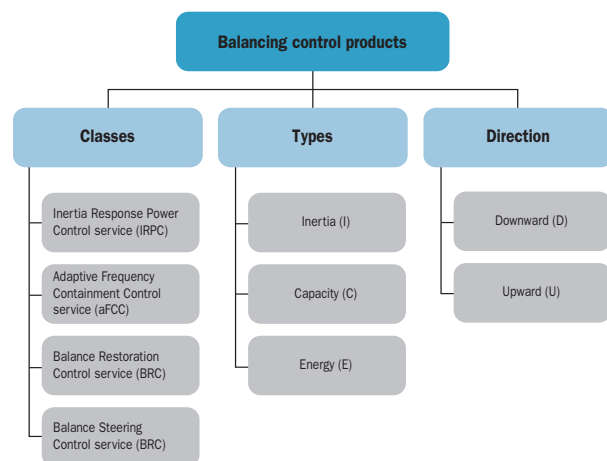 Balancing control products
Classes
Types
Direction
Inertia Response Power
Control service (IRPC)
Adaptive Frequency
Containment Control
service (aFCC)
Balance Restoration
Control service (BRC)
Balance Steering
Control service (BRC)
Inertia (I)
Capacity (C)
Energy (E)
Downward (D)
Upward (U)